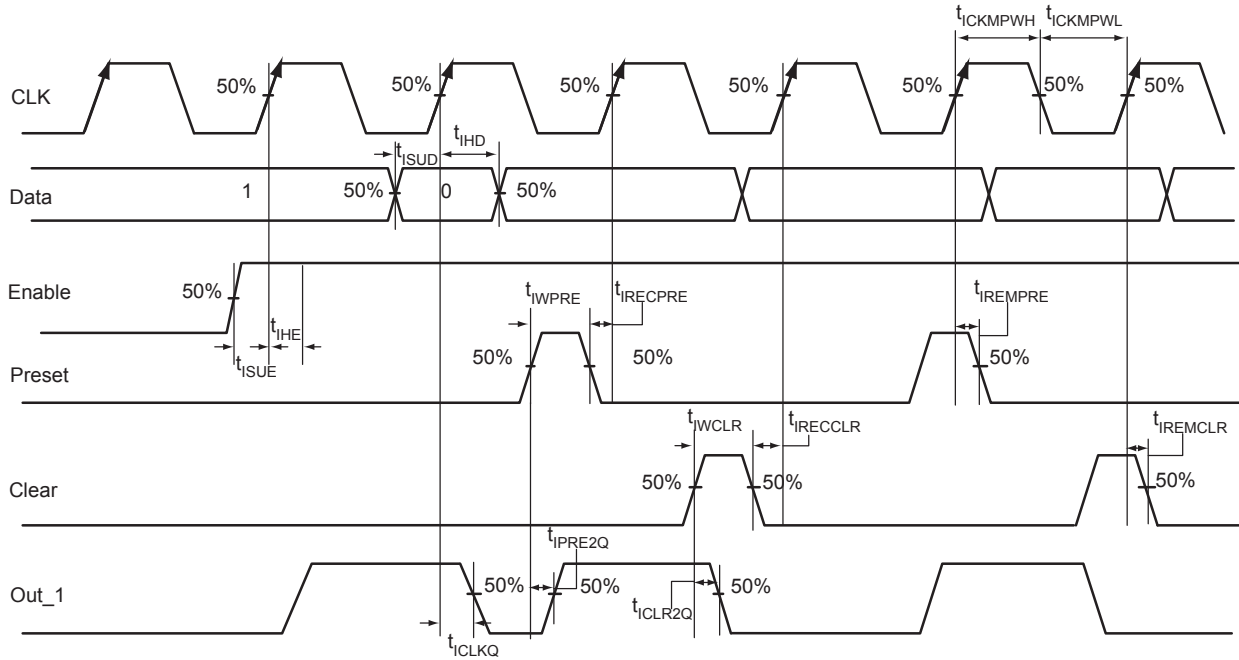 tICKMPWH tICKMPWL
CLK 50% 50% 50% 50% 50% 50% 50%
tISUD tIHD
Data 1 50% 0 50%
Enable 50%
tIHE
tISUE
tIWPRE tIRECPRE tIREMPRE
Preset 50% 50% 50%
tIWCLR tIRECCLR tIREMCLR
Clear 50% 50% 50%
tIPRE2Q
Out_1 50% 50% 50%
tICLR2Q
tICLKQ